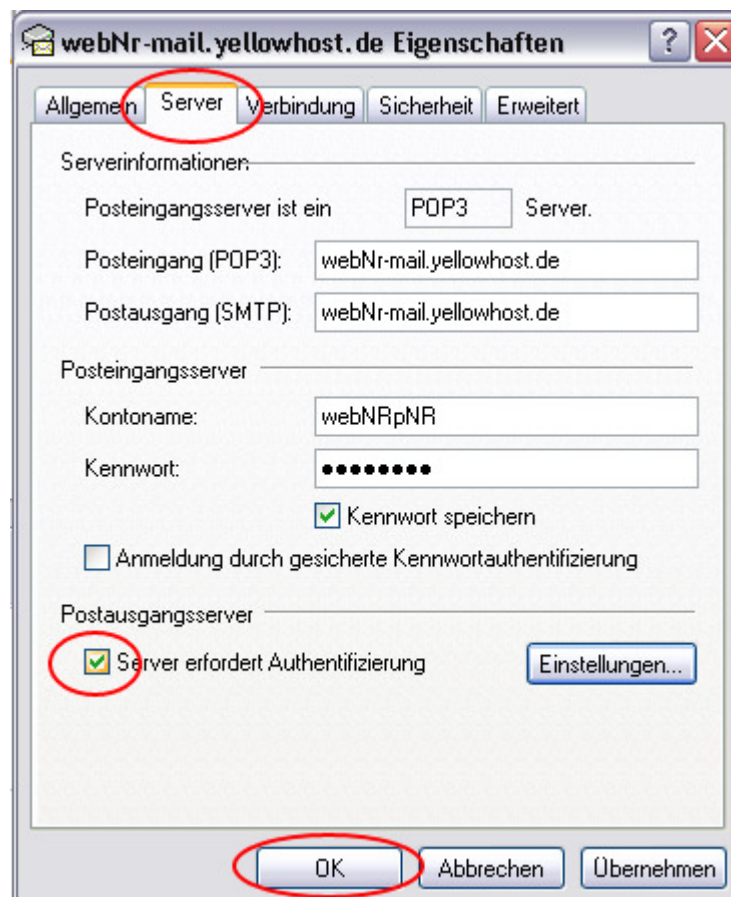 webNr-mail.yellowhost.de Eigenschaften
Allgemein Server Verbindung Sicherheit Erweitert
Serverinformationen
Posteingangsserver ist ein POP3 Server.
Posteingang (POP3): webNr-mail.yellowhost.de
Postausgang (SMTP): webNr-mail.yellowhost.de
Posteingangsserver
Kontoname: webNRpNR
Kennwort: ●●●●●●●●
Kennwort speichern
Anmeldung durch gesicherte Kennwortauthentifizierung
Postausgangsserver
Server erfordert Authentifizierung Einstellungen...
OK Abbrechen Übernehmen